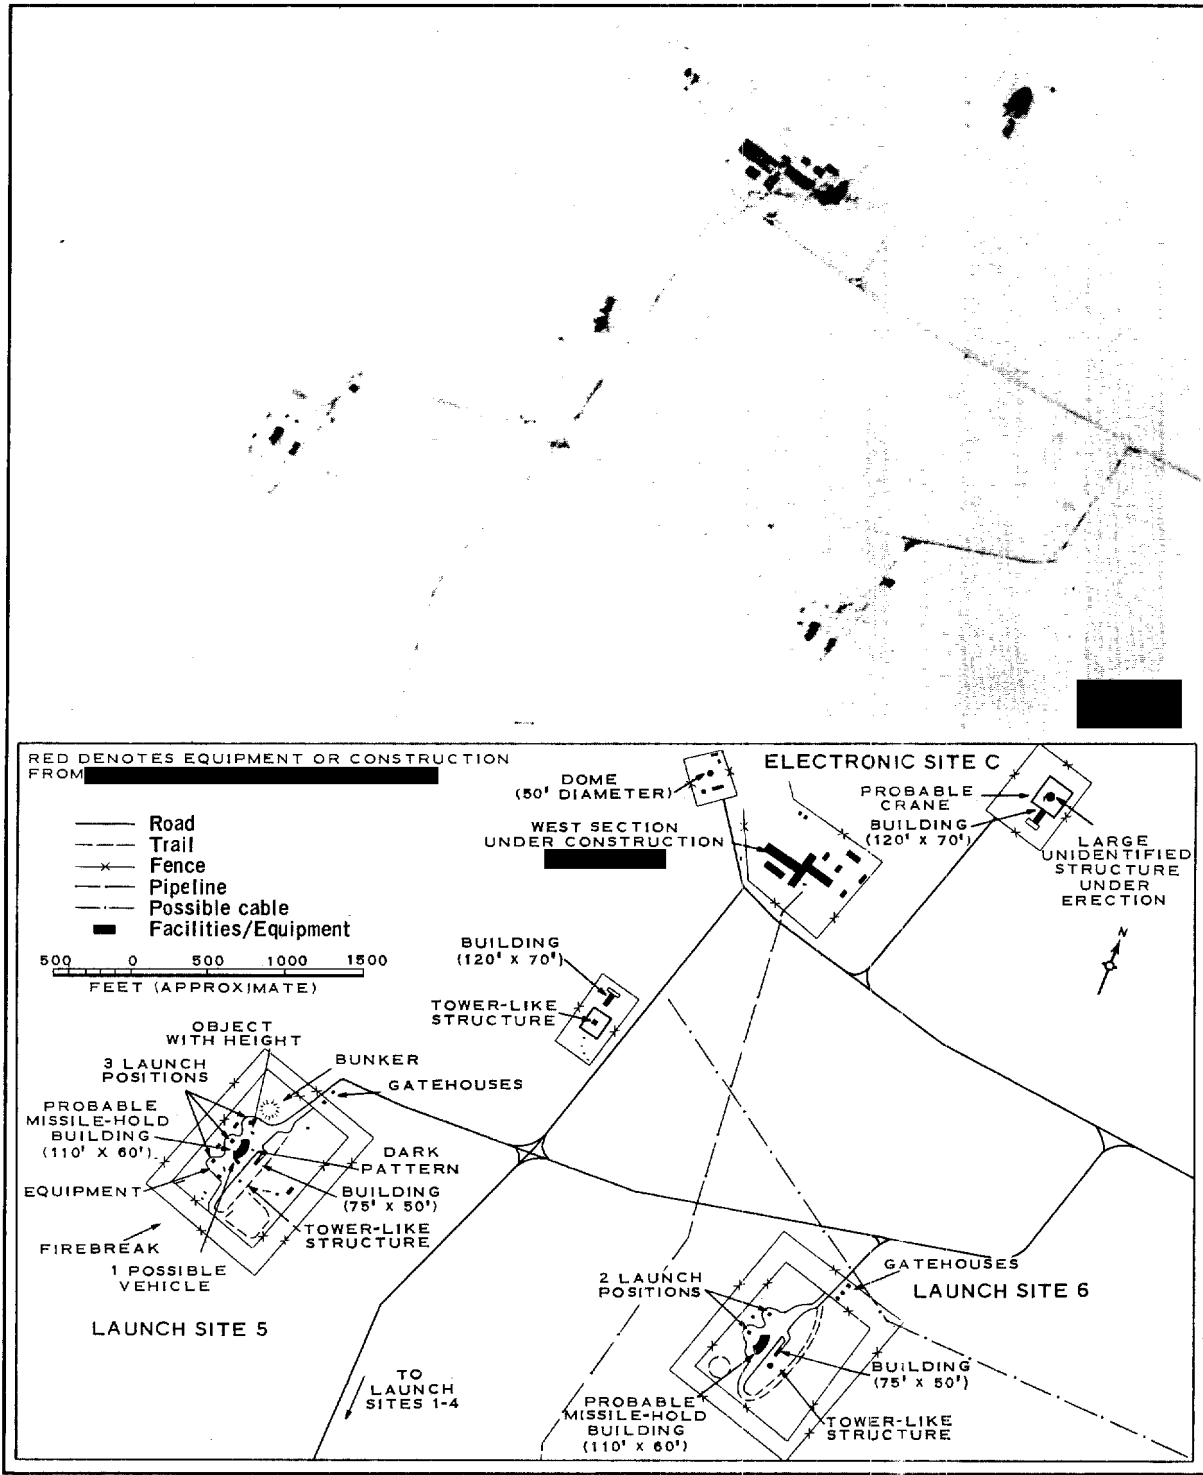 RED DENOTES EQUIPMENT OR CONSTRUCTION
FROM
Road
Trail
Fence
Pipeline
Possible cable
Facilities/Equipment
500 0 500 1000 1500
FEET (APPROXIMATE)
DOME
(50' DIAMETER)
WEST SECTION
UNDER CONSTRUCTION
ELECTRONIC SITE C
PROBABLE
CRANE
BUILDING
(120' X 70')
LARGE
UNIDENTIFIED
STRUCTURE
UNDER
ERECTION
N
BUILDING
(120' X 70')
TOWER-LIKE
STRUCTURE
OBJECT
WITH HEIGHT
3 LAUNCH
POSITIONS
BUNKER
GATEHOUSES
PROBABLE
MISSILE-HOLD
BUILDING
(110' X 60')
DARK
PATTERN
EQUIPMENT
BUILDING
(75' X 50')
TOWER-LIKE
STRUCTURE
FIREBREAK
1 POSSIBLE
VEHICLE
LAUNCH SITE 5
TO
LAUNCH
SITES 1-4
2 LAUNCH
POSITIONS
GATEHOUSES
LAUNCH SITE 6
BUILDING
(75' X 50')
PROBABLE
MISSILE-HOLD
BUILDING
(110' X 60')
TOWER-LIKE
STRUCTURE